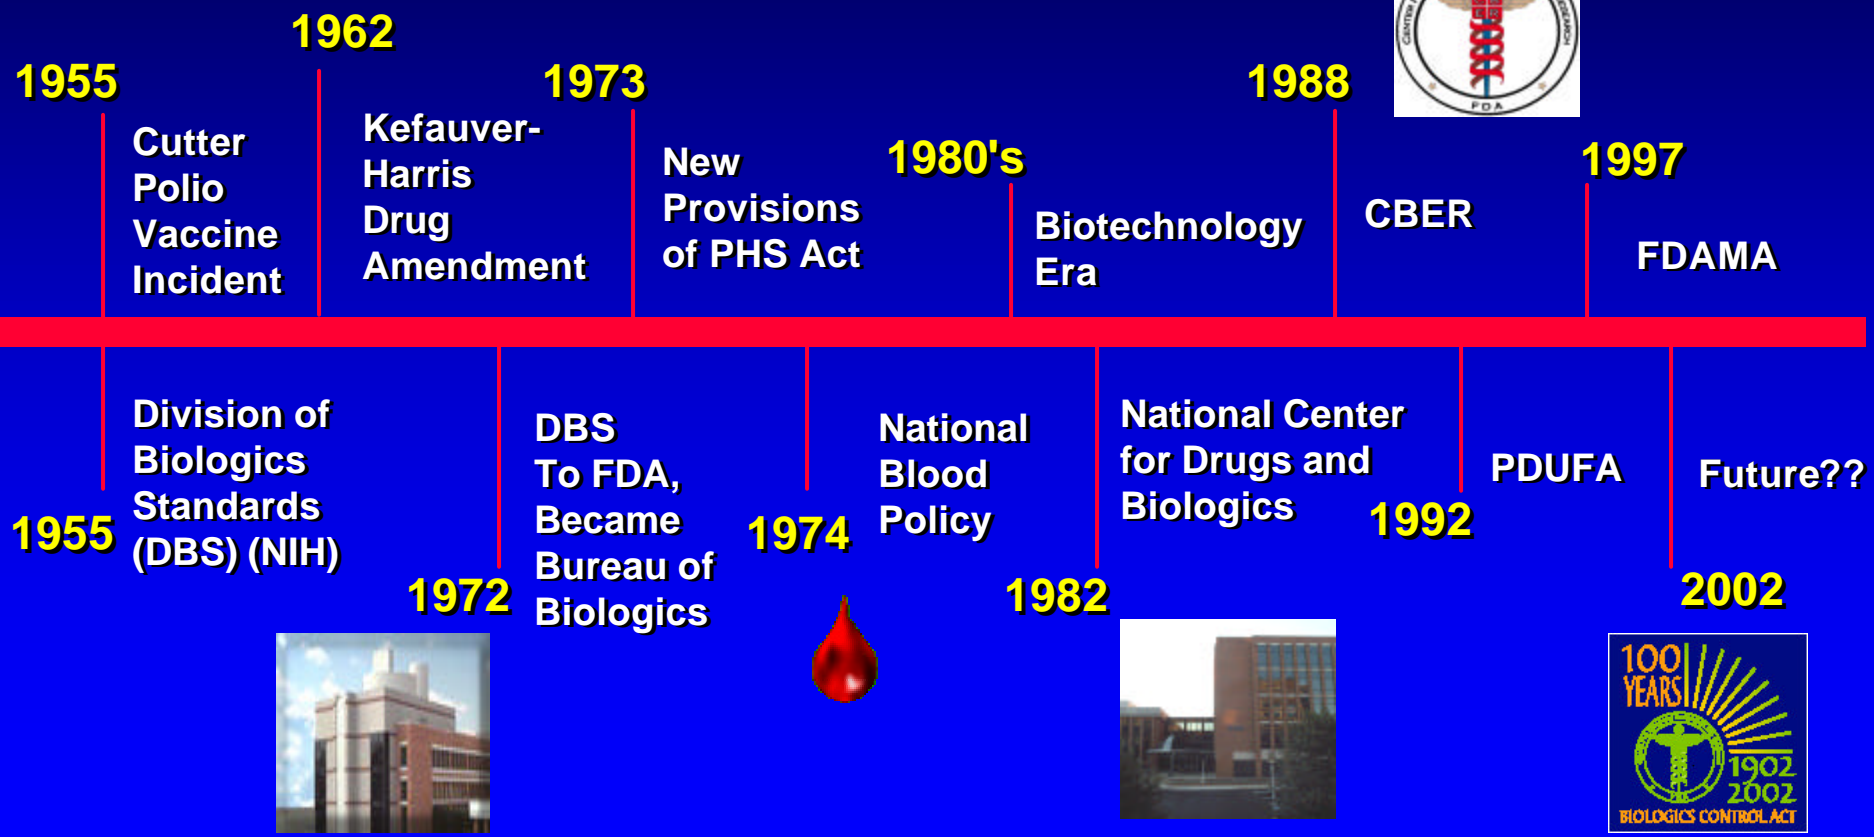 1955
Cutter
Polio
Vaccine
Incident
1962
Kefauver-
Harris
Drug
Amendment
1973
New
Provisions
of PHS Act
1980's
Biotechnology
Era
1988
CBER
FDA
1997
FDAMA
1955
Division of
Biologics
Standards
(DBS) (NIH)
1972
DBS
To FDA,
Became
Bureau of
Biologics
1974
National
Blood
Policy
1982
National Center
for Drugs and
Biologics
1992
PDUFA
2002
Future??
100
YEARS
1902
2002
BIOLOGICS CONTROL ACT